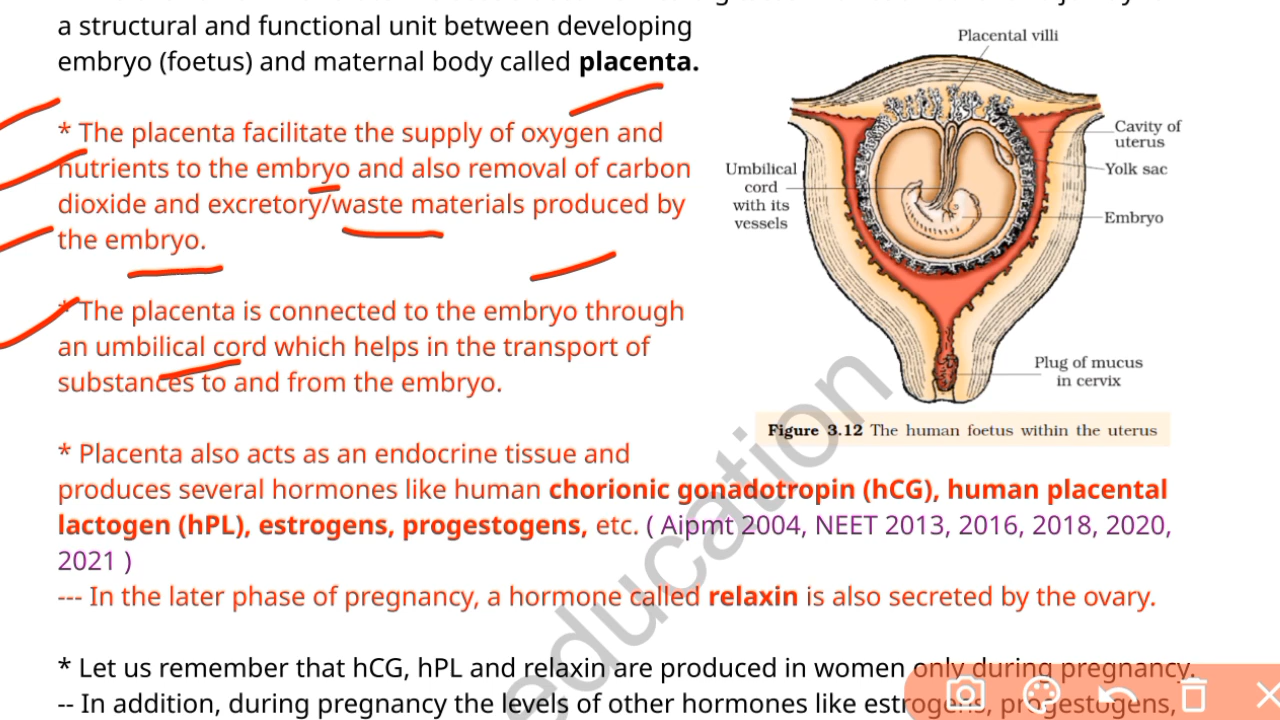 a structural and functional unit between developing
embryo (foetus) and maternal body called placenta.
* The placenta facilitate the supply of oxygen and
nutrients to the embryo and also removal of carbon
dioxide and excretory/waste materials produced by
the embryo.
* The placenta is connected to the embryo through
an umbilical cord which helps in the transport of
substances to and from the embryo.
Placental villi
Cavity of
uterus
Yolk sac
Embryo
Umbilical
cord
with its
vessels
Plug of mucus
in cervix
Figure 3.12 The human foetus within the uterus
* Placenta also acts as an endocrine tissue and
produces several hormones like human chorionic gonadotropin (hCG), human placental
lactogen (hPL), estrogens, progestogens, etc. ( Aipmt 2004, NEET 2013, 2016, 2018, 2020,
2021 )
--- In the later phase of pregnancy, a hormone called relaxin is also secreted by the ovary.
* Let us remember that hCG, hPL and relaxin are produced in women only during pregnancy.
-- In addition, during pregnancy the levels of other hormones like estrogens, progestogens,
education